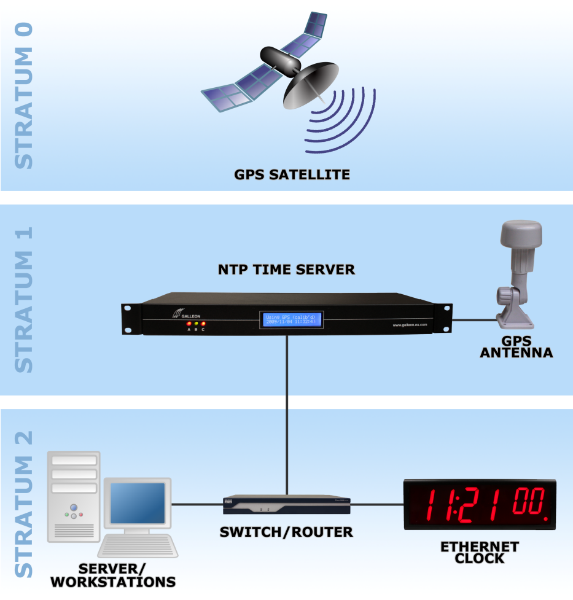 STRATUM 0
GPS SATELLITE
STRATUM 1
NTP TIME SERVER
GALLEON
A B C
GPS
ANTENNA
STRATUM 2
11:21 00.
SWITCH/ROUTER
ETHERNET
CLOCK
SERVER/
WORKSTATIONS